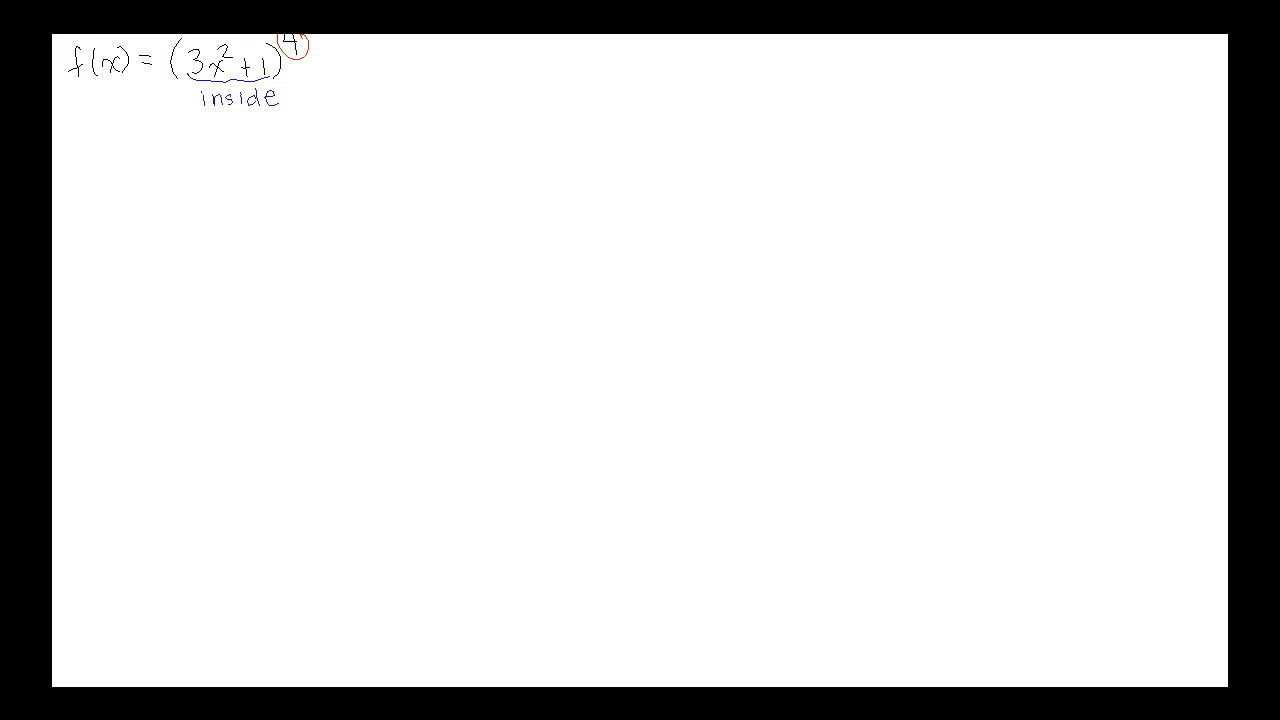 f(x) = (3x² + 1)⁴
inside